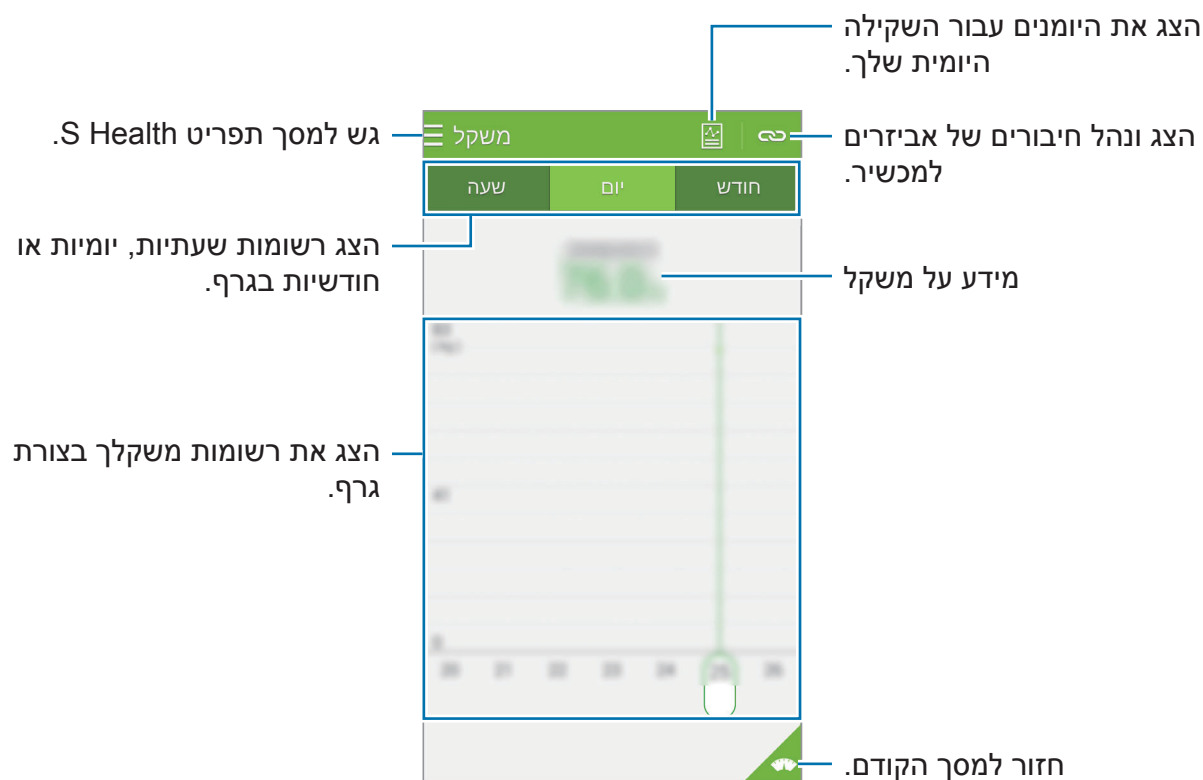 הצג את היומנים עבור השקילה
היומית שלך.
הצג ונהל חיבורים של אביזרים
למכשיר.
גש למסך תפריט S Health.
משקל
שעה
יום
חודש
הצג רשומות שעתיות, יומיות או
חודשיות בגרף.
מידע על משקל
הצג את רשומות משקלך בצורת
גרף.
20 21 22 23 24 25 26
חזור למסך הקודם.